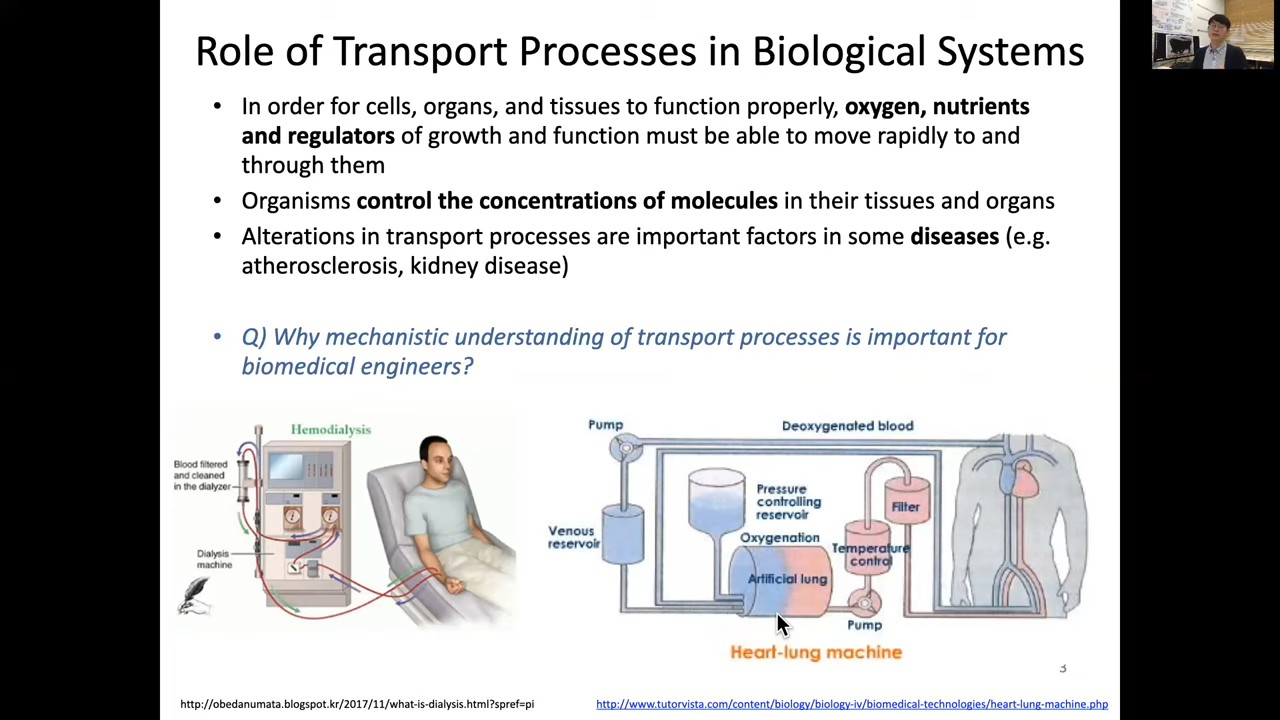 Role of Transport Processes in Biological Systems
• In order for cells, organs, and tissues to function properly, oxygen, nutrients
and regulators of growth and function must be able to move rapidly to and
through them
• Organisms control the concentrations of molecules in their tissues and organs
• Alterations in transport processes are important factors in some diseases (e.g.
atherosclerosis, kidney disease)
• Q) Why mechanistic understanding of transport processes is important for
biomedical engineers?
Hemodialysis
Blood filtered
and cleaned
in the dialyzer
Dialysis
machine
Pump
Deoxygenated blood
Pressure
controlling
reservoir
Filter
Venous
reservoir
Oxygenation
Temperature
control
Artificial lung
Pump
Heart-lung machine
3
http://obedanumata.blogspot.kr/2017/11/what-is-dialysis.html?spref=pi
http://www.tutorvista.com/content/biology/biology-iv/biomedical-technologies/heart-lung-machine.php